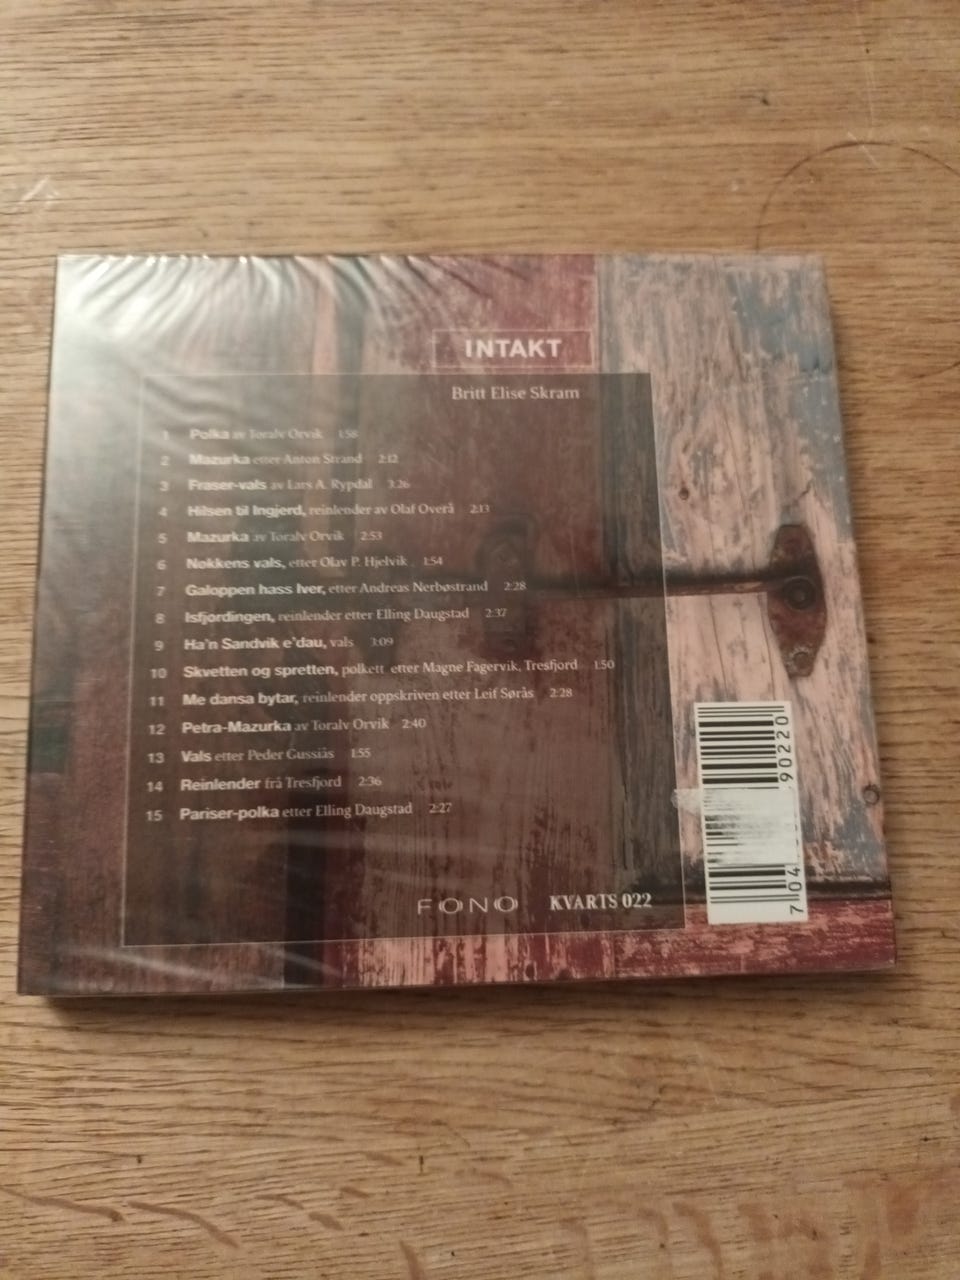 INTAKT
Britt Elise Skram
1 Polka av Toralv Orvik 1:58
2 Mazurka etter Anton Strand 2:12
3 Fraser-vals av Lars A. Rypdal 3:26
4 Hilsen til Ingjerd, reinlender av Olaf Overå 2:13
5 Mazurka av Toralv Orvik 2:53
6 Nøkkens vals, etter Olav P. Hjelvik 1:54
7 Galoppen hass Iver, etter Andreas Nerbøstrand 2:28
8 Isfjordingen, reinlender etter Elling Daugstad 2:37
9 Ha'n Sandvik e'dau, vals 3:09
10 Skvetten og spretten, polkett etter Magne Fagervik, Tresfjord 1:50
11 Me dansa bytar, reinlender oppskriven etter Leif Sørås 2:28
12 Petra-Mazurka av Toralv Orvik 2:40
13 Vals etter Peder Gussiås 1:55
14 Reinlender frå Tresfjord 2:36
15 Pariser-polka etter Elling Daugstad 2:27
FONO KVARTS 022
7 04 90220